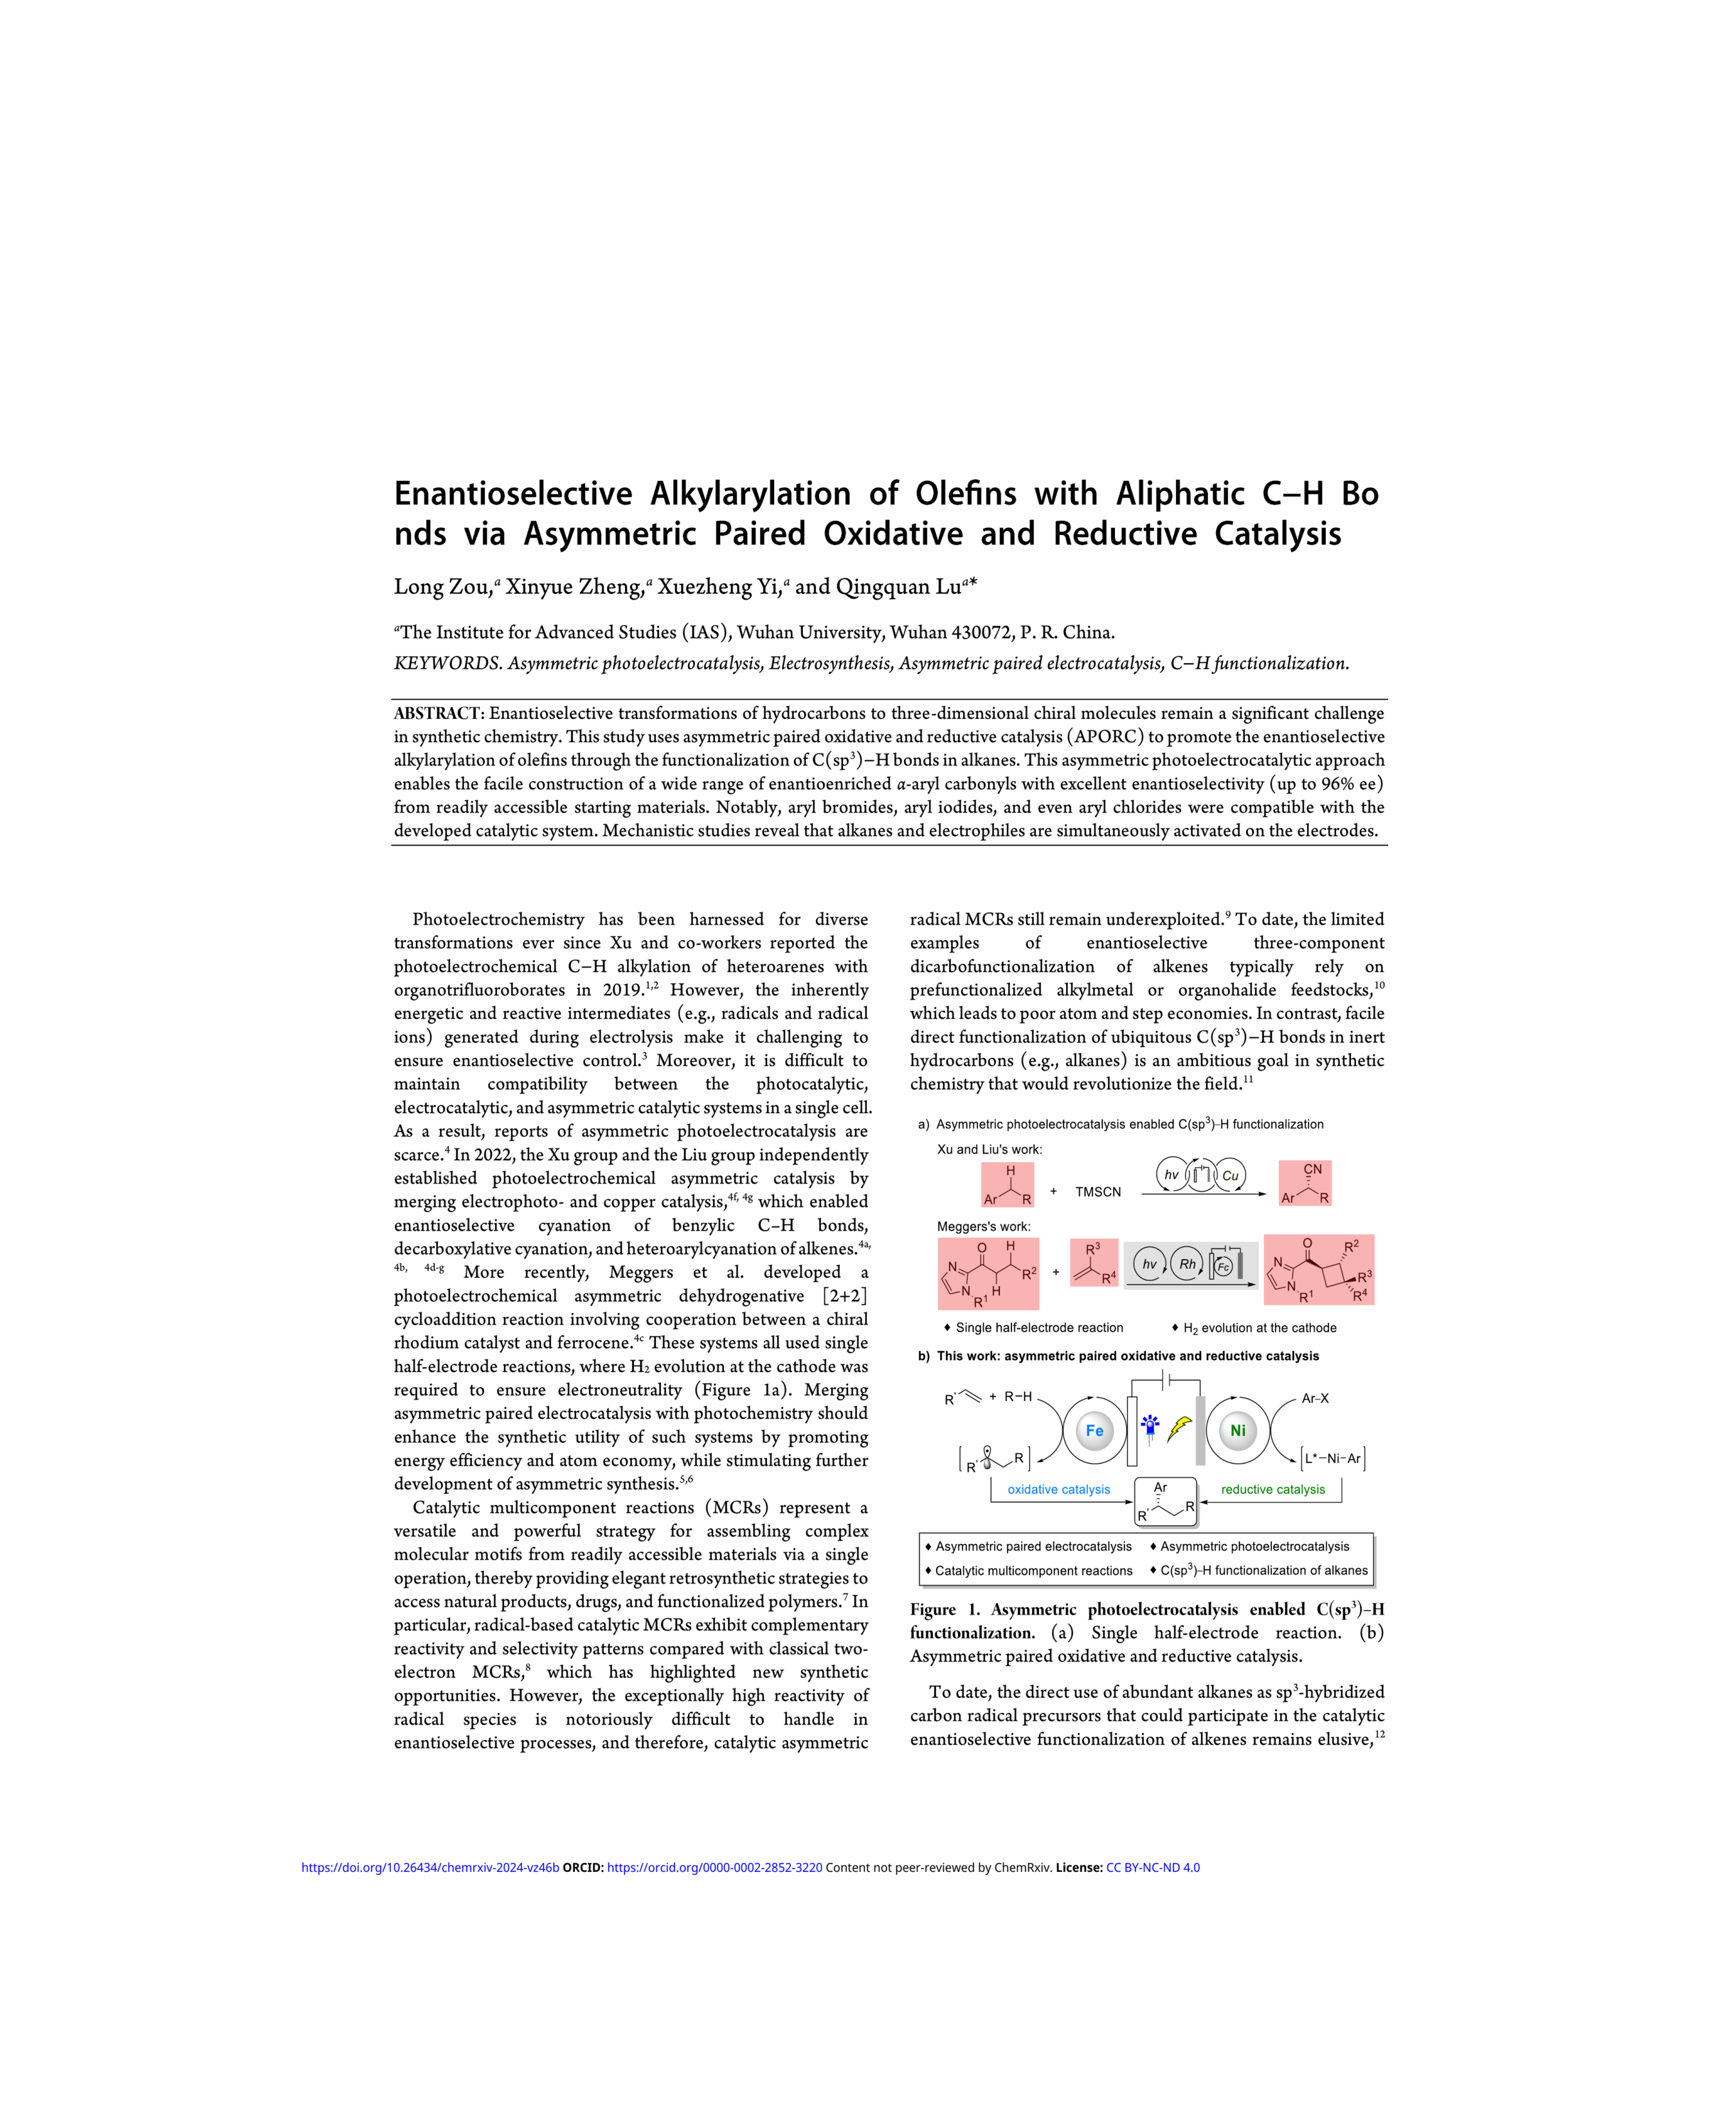 Enantioselective Alkylarylation of Olefins with Aliphatic C−H Bo
nds via Asymmetric Paired Oxidative and Reductive Catalysis
Long Zou,a Xinyue Zheng,a Xuezheng Yi,a and Qingquan Lua*
aThe Institute for Advanced Studies (IAS), Wuhan University, Wuhan 430072, P. R. China.
KEYWORDS. Asymmetric photoelectrocatalysis, Electrosynthesis, Asymmetric paired electrocatalysis, C−H functionalization.
ABSTRACT: Enantioselective transformations of hydrocarbons to three-dimensional chiral molecules remain a significant challenge
in synthetic chemistry. This study uses asymmetric paired oxidative and reductive catalysis (APORC) to promote the enantioselective
alkylarylation of olefins through the functionalization of C(sp3)−H bonds in alkanes. This asymmetric photoelectrocatalytic approach
enables the facile construction of a wide range of enantioenriched α-aryl carbonyls with excellent enantioselectivity (up to 96% ee)
from readily accessible starting materials. Notably, aryl bromides, aryl iodides, and even aryl chlorides were compatible with the
developed catalytic system. Mechanistic studies reveal that alkanes and electrophiles are simultaneously activated on the electrodes.
Photoelectrochemistry has been harnessed for diverse
transformations ever since Xu and co-workers reported the
photoelectrochemical C−H alkylation of heteroarenes with
organotrifluoroborates in 2019.1,2 However, the inherently
energetic and reactive intermediates (e.g., radicals and radical
ions) generated during electrolysis make it challenging to
ensure enantioselective control.3 Moreover, it is difficult to
maintain compatibility between the photocatalytic,
electrocatalytic, and asymmetric catalytic systems in a single cell.
As a result, reports of asymmetric photoelectrocatalysis are
scarce.4 In 2022, the Xu group and the Liu group independently
established photoelectrochemical asymmetric catalysis by
merging electrophoto- and copper catalysis,4f, 4g which enabled
enantioselective cyanation of benzylic C–H bonds,
decarboxylative cyanation, and heteroarylcyanation of alkenes.4a,
4b, 4d-g More recently, Meggers et al. developed a
photoelectrochemical asymmetric dehydrogenative [2+2]
cycloaddition reaction involving cooperation between a chiral
rhodium catalyst and ferrocene.4c These systems all used single
half-electrode reactions, where H2 evolution at the cathode was
required to ensure electroneutrality (Figure 1a). Merging
asymmetric paired electrocatalysis with photochemistry should
enhance the synthetic utility of such systems by promoting
energy efficiency and atom economy, while stimulating further
development of asymmetric synthesis.5,6
Catalytic multicomponent reactions (MCRs) represent a
versatile and powerful strategy for assembling complex
molecular motifs from readily accessible materials via a single
operation, thereby providing elegant retrosynthetic strategies to
access natural products, drugs, and functionalized polymers.7 In
particular, radical-based catalytic MCRs exhibit complementary
reactivity and selectivity patterns compared with classical two-
electron MCRs,8 which has highlighted new synthetic
opportunities. However, the exceptionally high reactivity of
radical species is notoriously difficult to handle in
enantioselective processes, and therefore, catalytic asymmetric
radical MCRs still remain underexploited.9 To date, the limited
examples of enantioselective three-component
dicarbofunctionalization of alkenes typically rely on
prefunctionalized alkylmetal or organohalide feedstocks,10
which leads to poor atom and step economies. In contrast, facile
direct functionalization of ubiquitous C(sp3)−H bonds in inert
hydrocarbons (e.g., alkanes) is an ambitious goal in synthetic
chemistry that would revolutionize the field.11
a) Asymmetric photoelectrocatalysis enabled C(sp3)–H functionalization
Xu and Liu's work:
H
Ar R + TMSCN hv Cu
CN
Ar R
Meggers's work:
O H
N N R1 H R2 + R3 R4 hv Rh Fc
O R2
N N R1 R3 R4
♦ Single half-electrode reaction ♦ H2 evolution at the cathode
b) This work: asymmetric paired oxidative and reductive catalysis
R' + R−H Ar-X
Fe Ni
[R' R] [L*−Ni−Ar]
oxidative catalysis Ar R' R reductive catalysis
♦ Asymmetric paired electrocatalysis ♦ Asymmetric photoelectrocatalysis
♦ Catalytic multicomponent reactions ♦ C(sp3)–H functionalization of alkanes
Figure 1. Asymmetric photoelectrocatalysis enabled C(sp3)–H
functionalization. (a) Single half-electrode reaction. (b)
Asymmetric paired oxidative and reductive catalysis.
To date, the direct use of abundant alkanes as sp3-hybridized
carbon radical precursors that could participate in the catalytic
enantioselective functionalization of alkenes remains elusive,12
https://doi.org/10.26434/chemrxiv-2024-vz46b ORCID: https://orcid.org/0000-0002-2852-3220 Content not peer-reviewed by ChemRxiv. License: CC BY-NC-ND 4.0